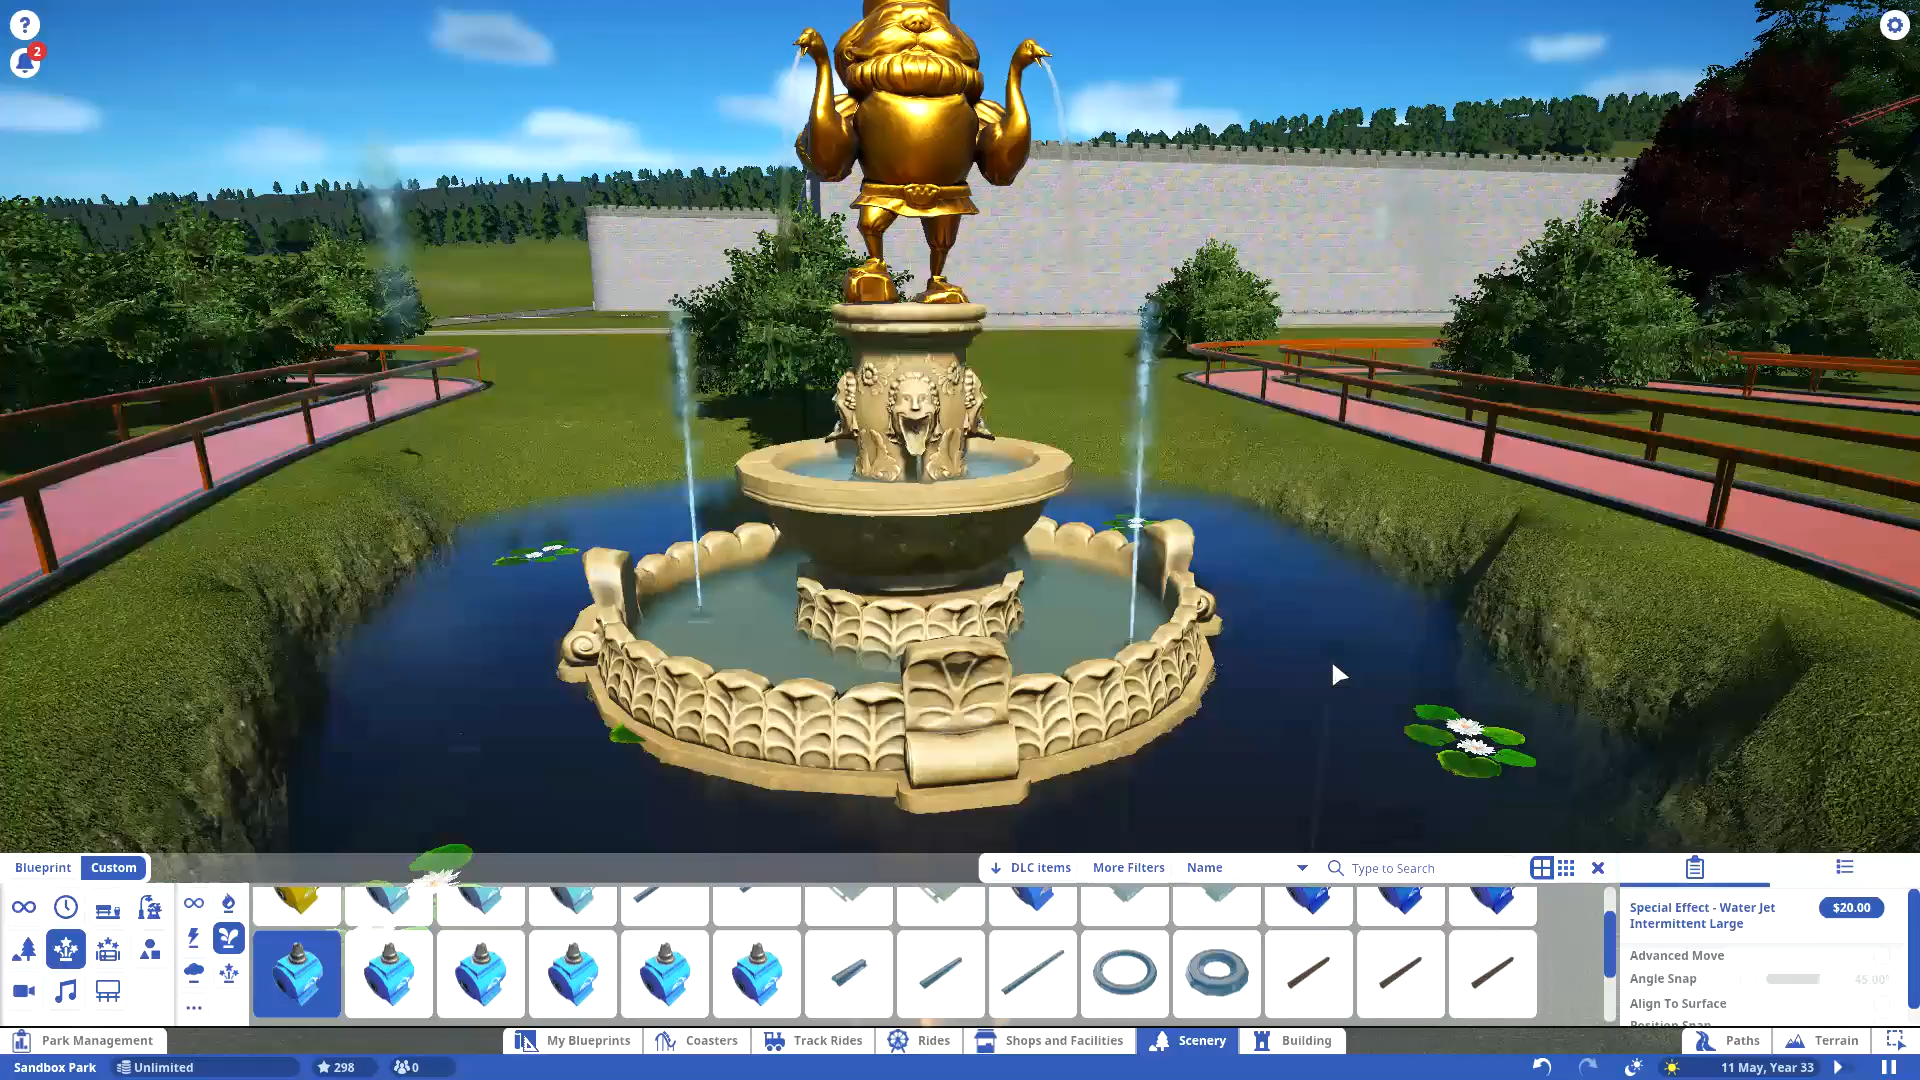 ?
2
Blueprint Custom
DLC items More Filters Name Type to Search
Special Effect - Water Jet Intermittent Large
$20.00
Advanced Move
Angle Snap 45.00°
Align To Surface
Position Snap
Park Management My Blueprints Coasters Track Rides Rides Shops and Facilities Scenery Building Paths Terrain
Sandbox Park Unlimited 298 0 11 May, Year 33